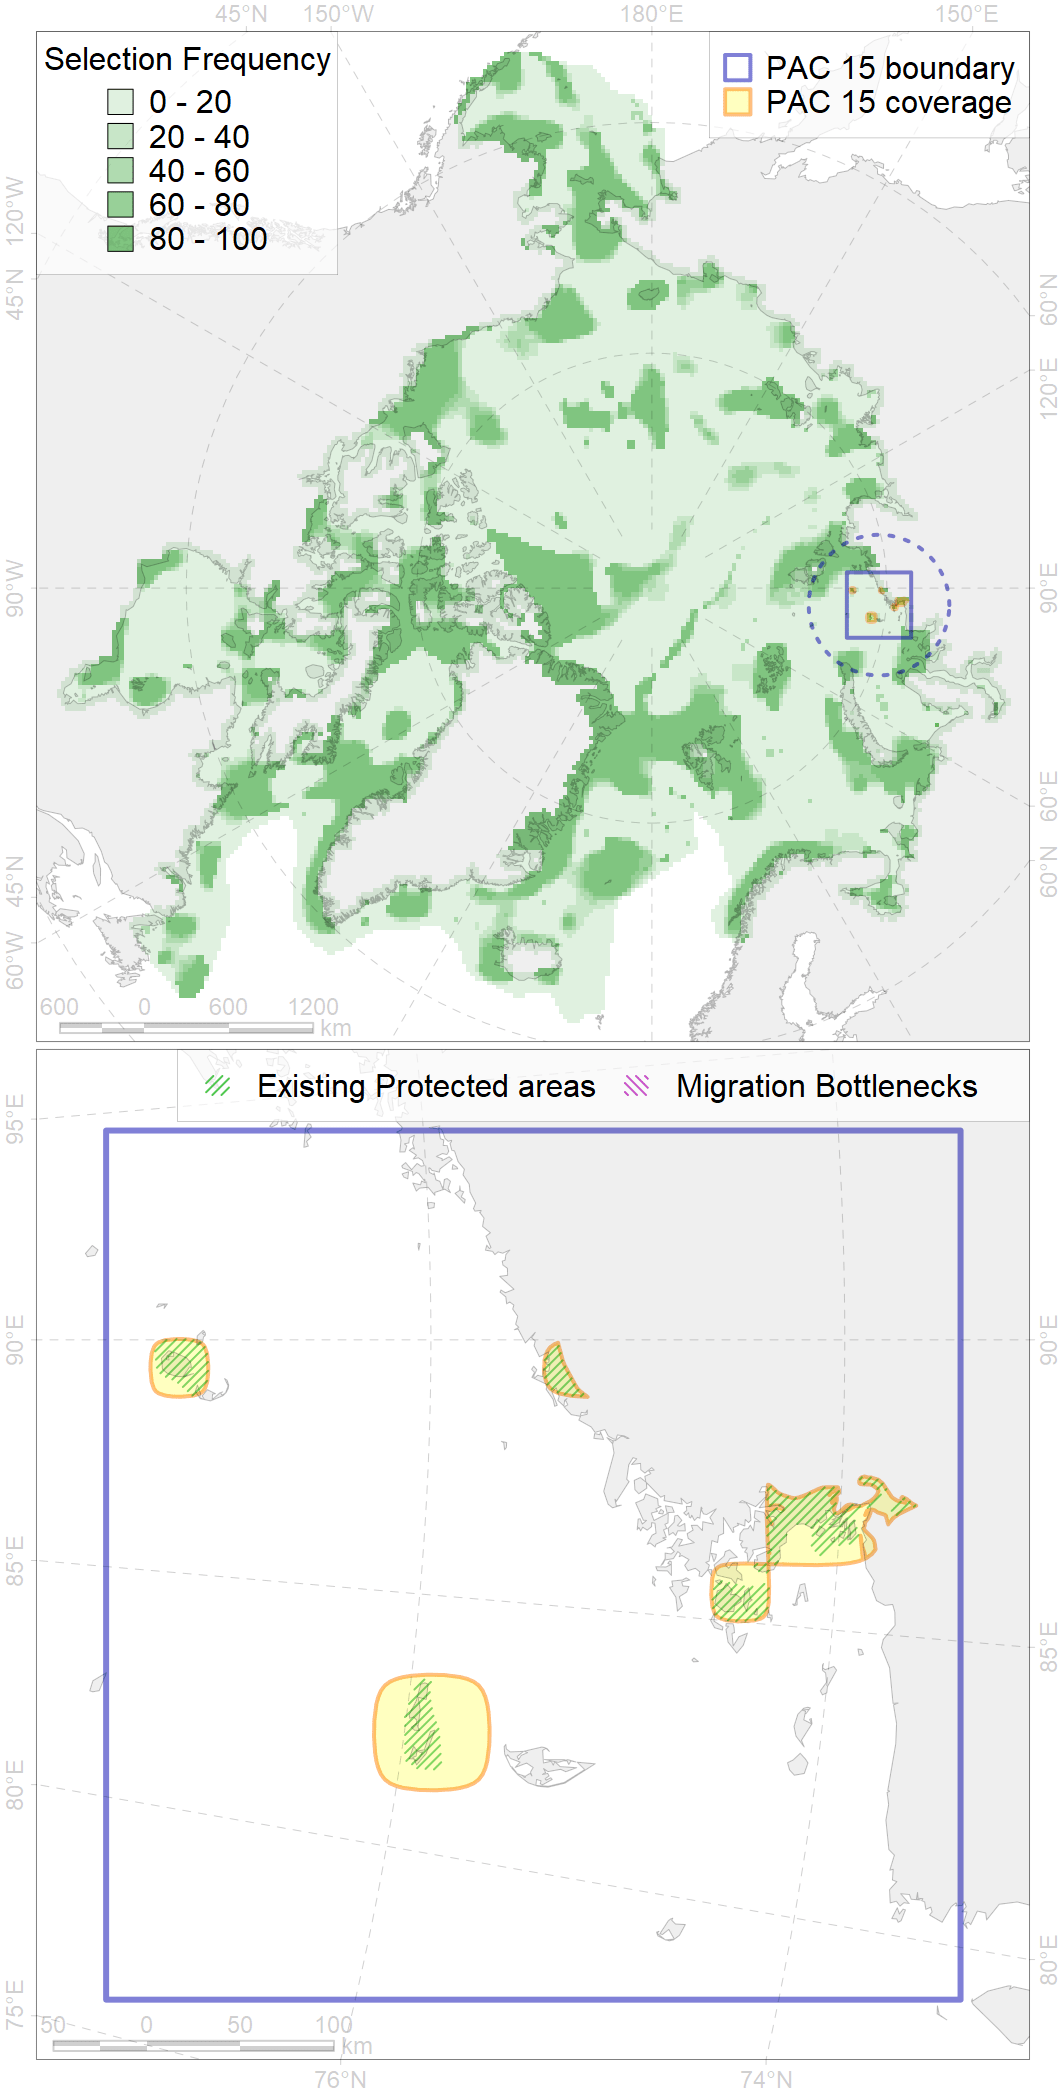 45°N 150°W 180°E 150°E
Selection Frequency
0 - 20
20 - 40
40 - 60
60 - 80
80 - 100
PAC 15 boundary
PAC 15 coverage
120°W
45°N
90°W
45°N
60°W
60°N
120°E
90°E
60°E
60°N
600 0 600 1200
km
Existing Protected areas Migration Bottlenecks
95°E
90°E
85°E
80°E
75°E
90°E
85°E
80°E
50 0 50 100
km
76°N 74°N